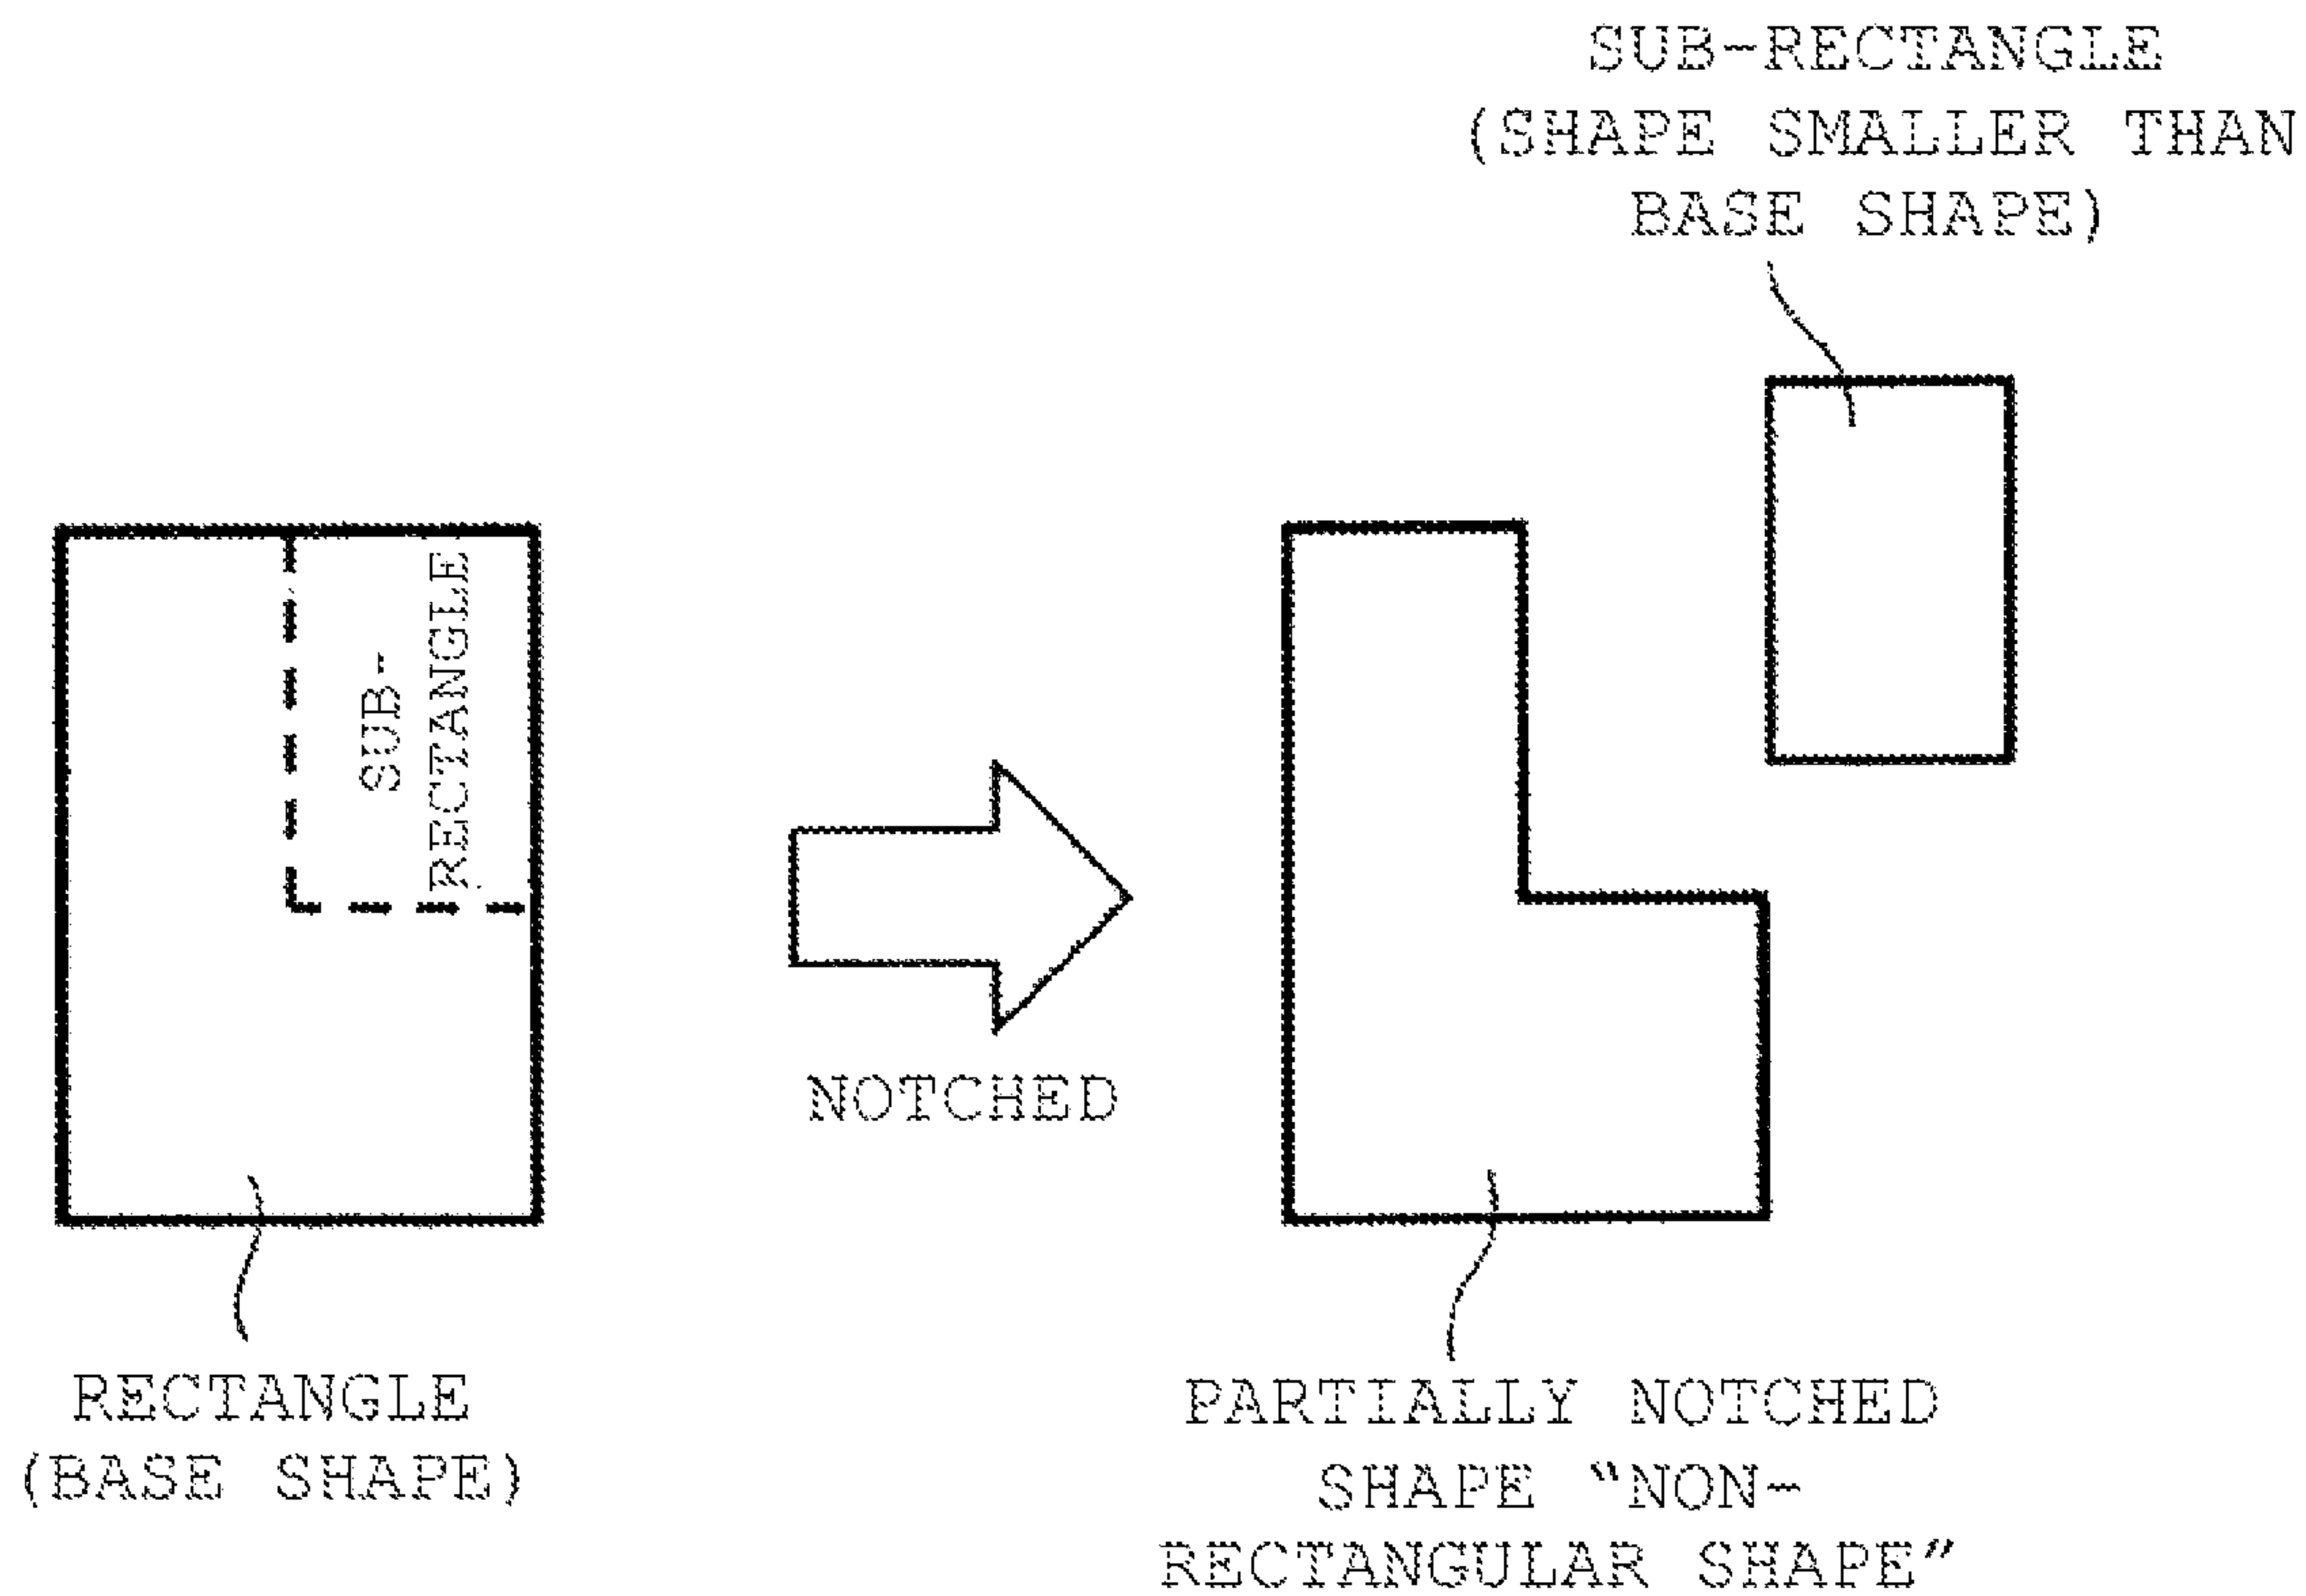 SUB-RECTANGLE
(SHAPE SMALLER THAN
BASE SHAPE)
SUB-
RECTANGLE
NOTCHED
RECTANGLE
(BASE SHAPE)
PARTIALLY NOTCHED
SHAPE “NON-
RECTANGULAR SHAPE”